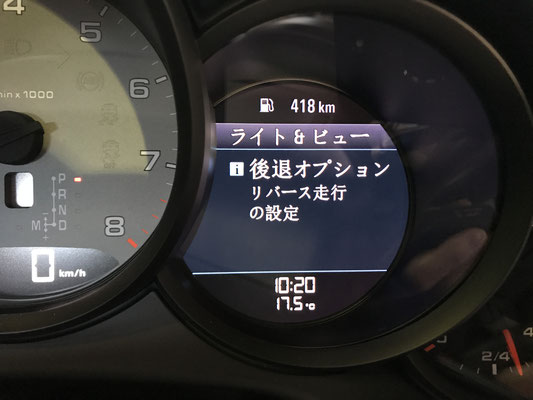 4
5
6
7
8
min x 1000
P
R
N
M D
0 km/h
418 km
ライト & ビュー
i 後退オプション
リバース走行
の設定
10:20
17.5 °C
2/4
4